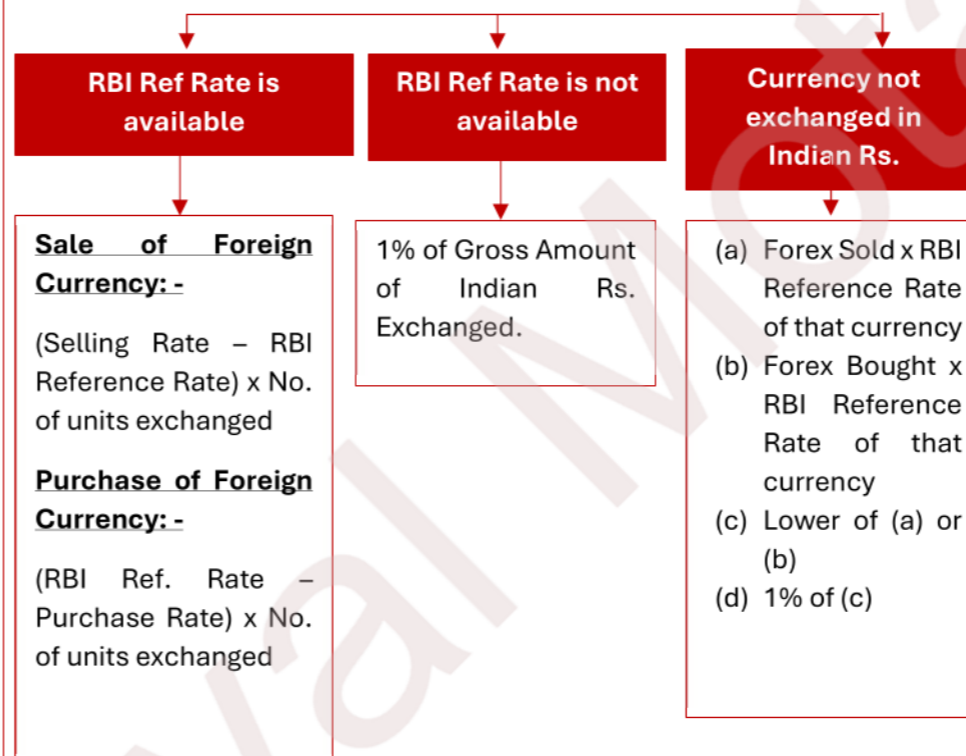 RBI Ref Rate is
available
RBI Ref Rate is not
available
Currency not
exchanged in
Indian Rs.
Sale of Foreign
Currency: -
(Selling Rate – RBI
Reference Rate) x No.
of units exchanged
Purchase of Foreign
Currency: -
(RBI Ref. Rate –
Purchase Rate) x No.
of units exchanged
1% of Gross Amount
of Indian Rs.
Exchanged.
(a) Forex Sold x RBI
Reference Rate
of that currency
(b) Forex Bought x
RBI Reference
Rate of that
currency
(c) Lower of (a) or
(b)
(d) 1% of (c)